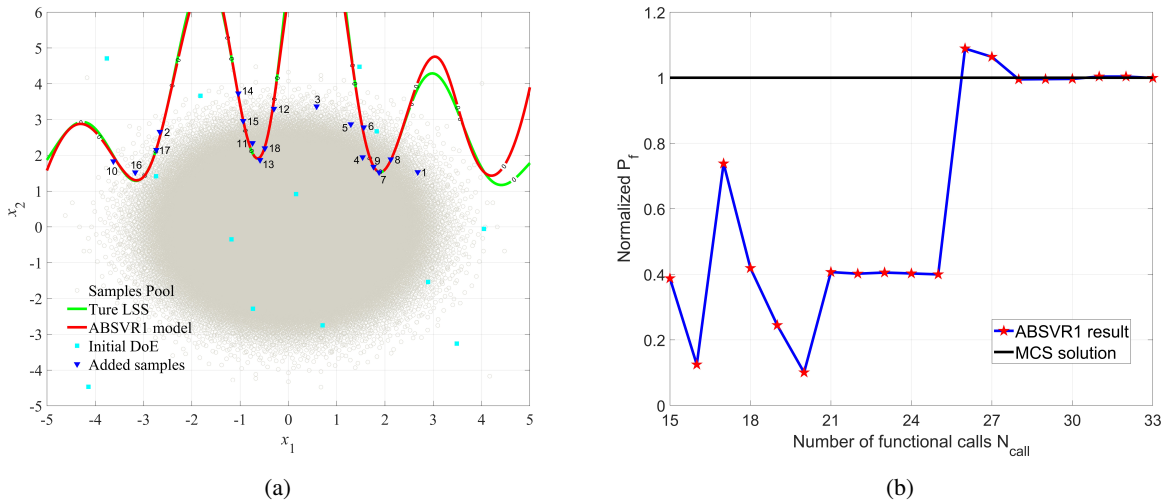 6
5
4
3
2
1
0
-1
-2
-3
-4
-5
-5 -4 -3 -2 -1 0 1 2 3 4 5
x2
x1
14
3
12
15
5
6
2
11
18
17
13
4
9
8
16
10
7
1
Samples Pool
Ture LSS
ABSVR1 model
Initial DoE
Added samples
(a)
1.2
1
0.8
0.6
0.4
0.2
0
15 18 21 24 27 30 33
Normalized Pf
Number of functional calls Ncall
ABSVR1 result
MCS solution
(b)